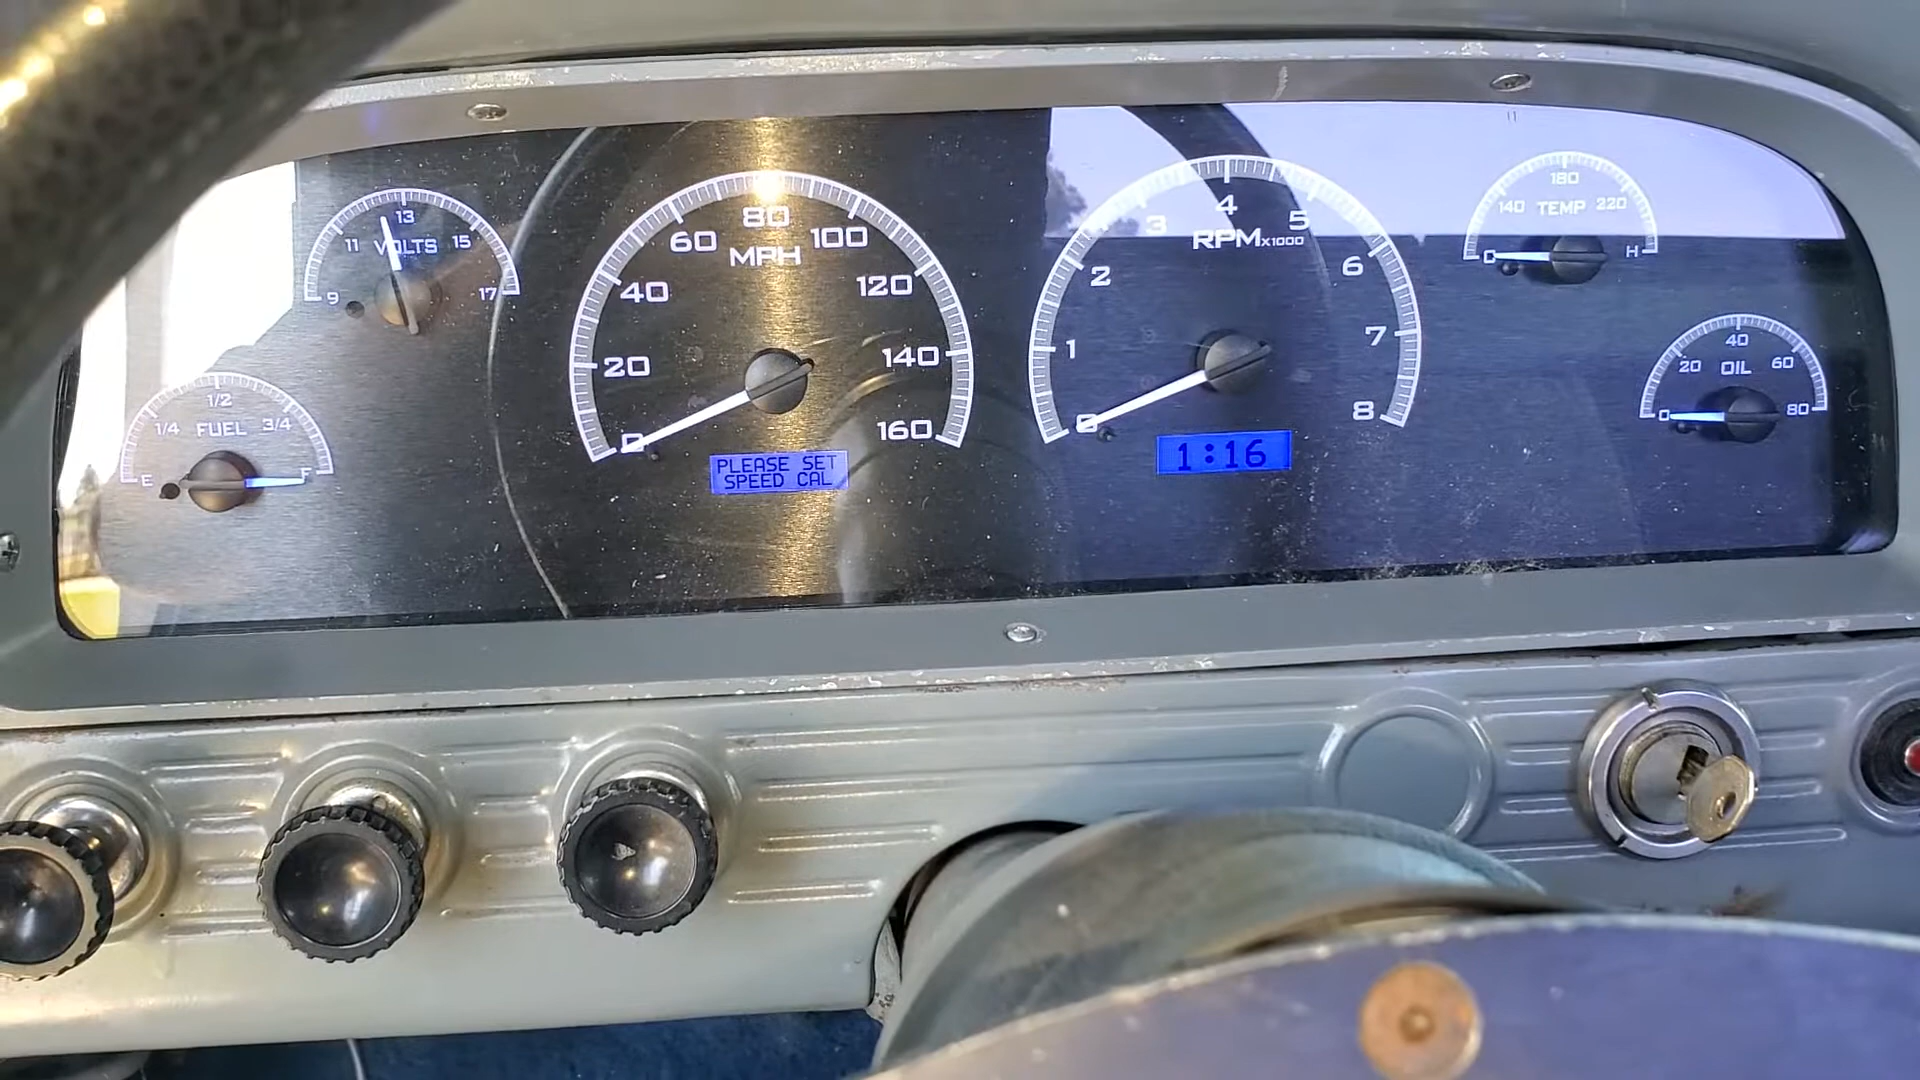 13
11 VOLTS 15
9 17
1/2
1/4 FUEL 3/4
E F
80
60 100
MPH
40 120
20 140
0 160
PLEASE SET
SPEED CAL
4
3 5
RPMX1000
2 6
1 7
0 8
1:16
180
140 TEMP 220
C H
40
20 OIL 60
0 80